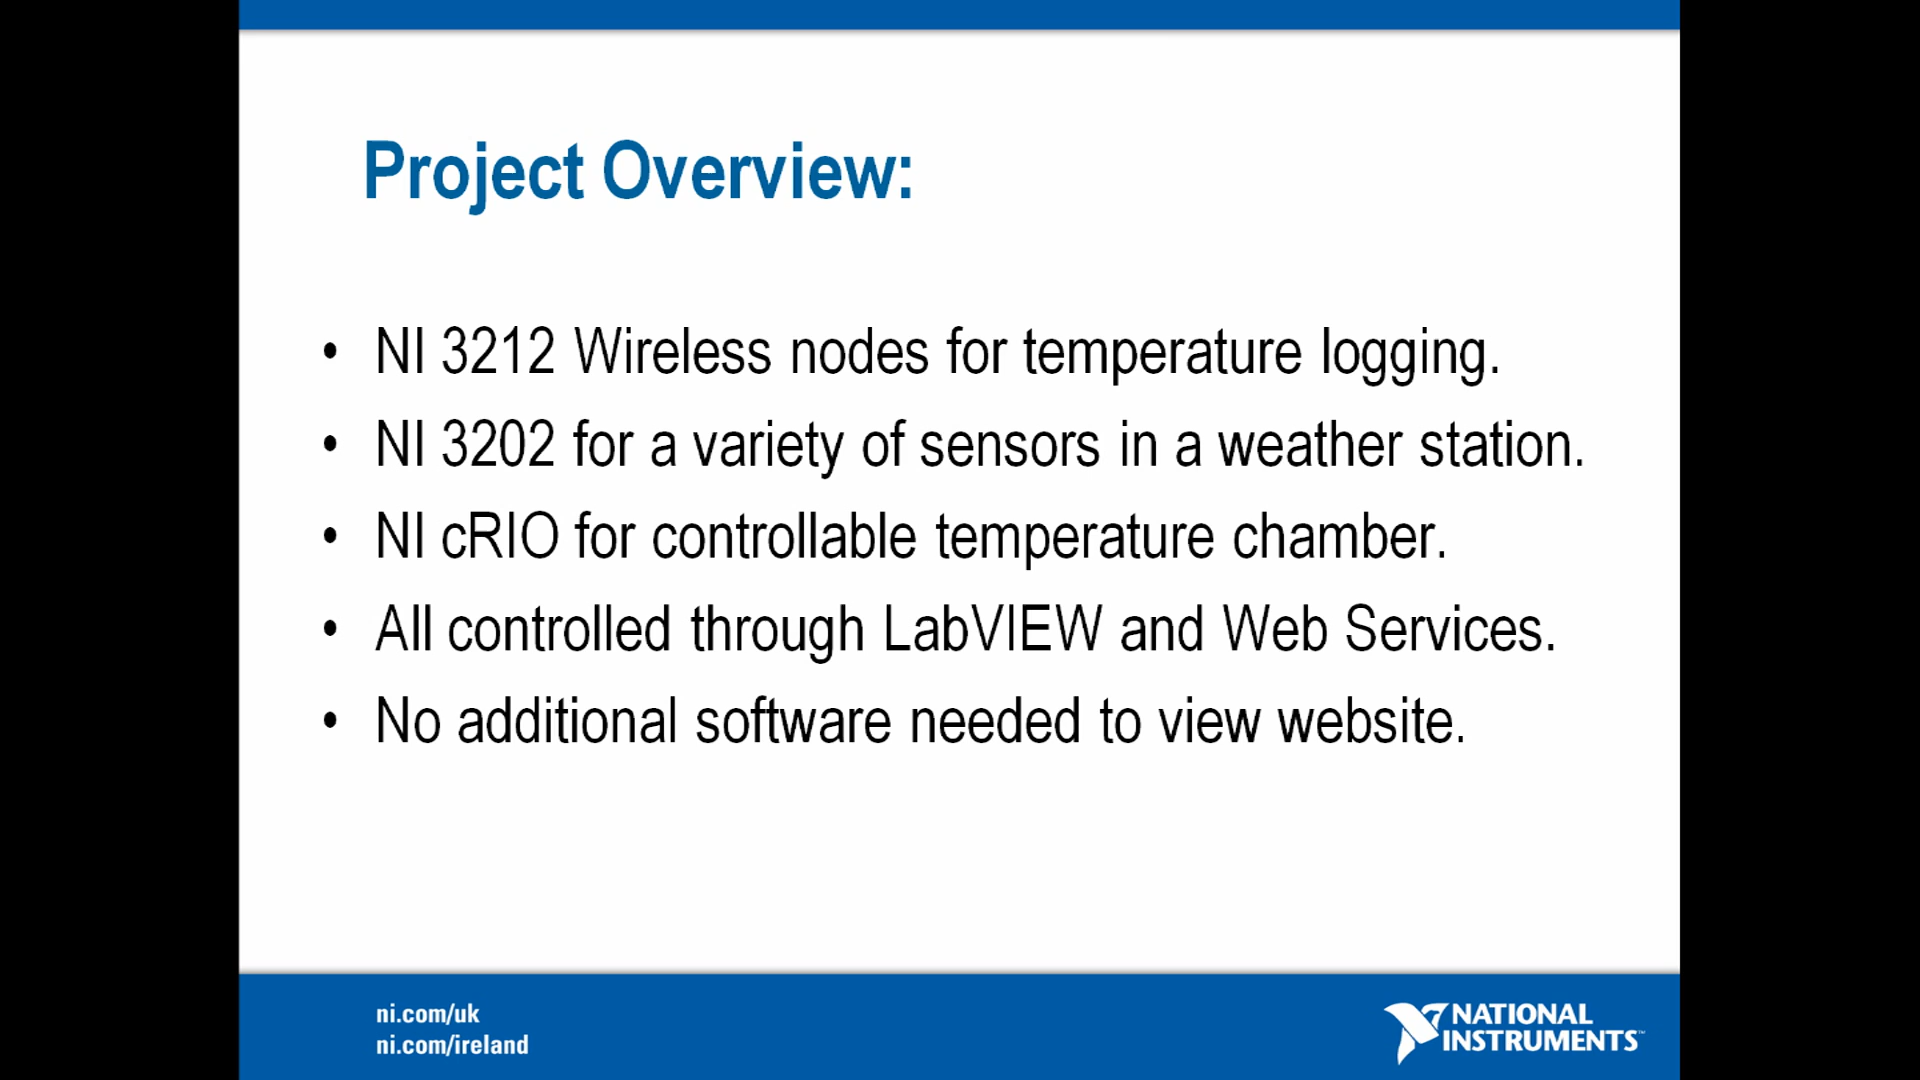 Project Overview:
• NI 3212 Wireless nodes for temperature logging.
• NI 3202 for a variety of sensors in a weather station.
• NI cRIO for controllable temperature chamber.
• All controlled through LabVIEW and Web Services.
• No additional software needed to view website.
ni.com/uk
ni.com/ireland
NATIONAL
INSTRUMENTS™